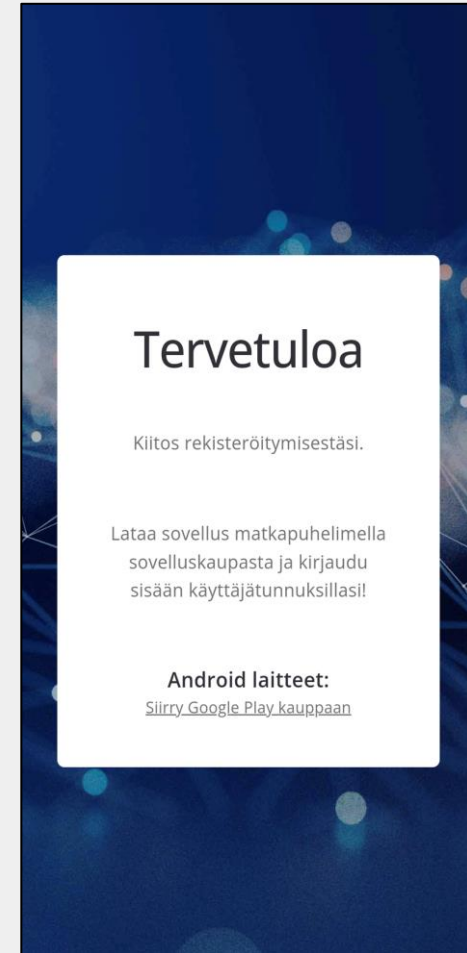 Tervetuloa
Kiitos rekisteröitymisestäsi.
Lataa sovellus matkapuhelimella
sovelluskaupasta ja kirjaudu
sisään käyttäjätunnuksillasi!
Android laitteet:
Siirry Google Play kauppaan